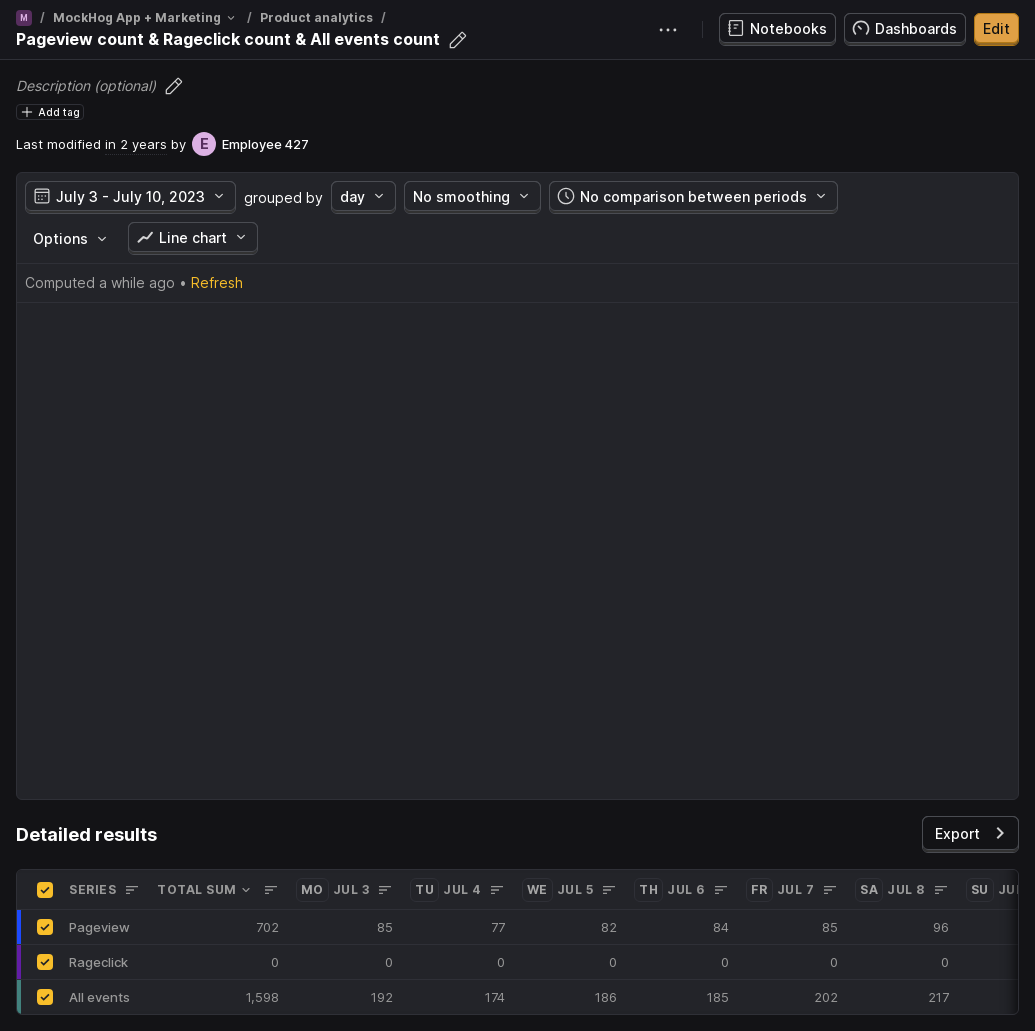 M / MockHog App + Marketing / Product analytics /
Pageview count & Rageclick count & All events count
Notebooks Dashboards Edit
Description (optional)
Add tag
Last modified in 2 years by E Employee 427
July 3 - July 10, 2023 grouped by day No smoothing No comparison between periods
Options Line chart
Computed a while ago • Refresh
Detailed results
Export
SERIES TOTAL SUM MO JUL 3 TU JUL 4 WE JUL 5 TH JUL 6 FR JUL 7 SA JUL 8 SU
Pageview 702 85 77 82 84 85 96
Rageclick 0 0 0 0 0 0 0
All events 1,598 192 174 186 185 202 217